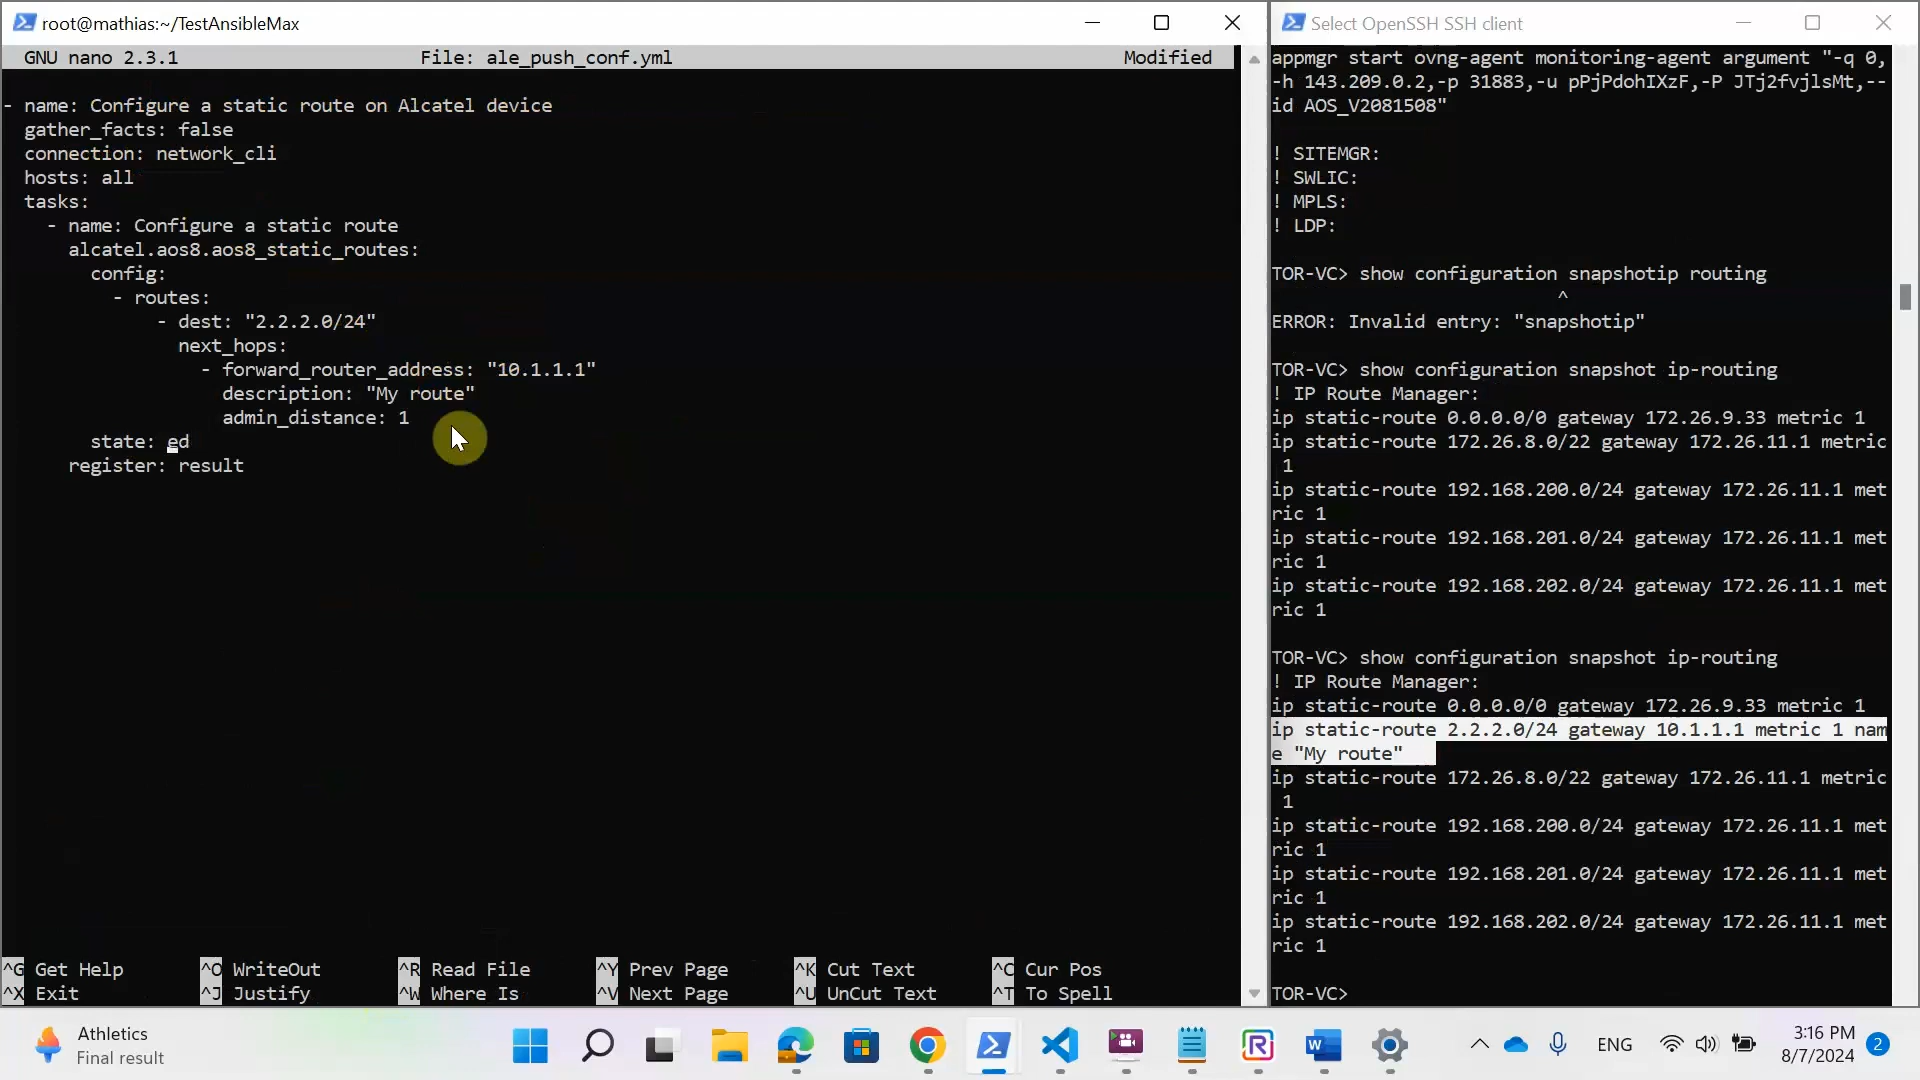 root@mathias:~/TestAnsibleMax
GNU nano 2.3.1 File: ale_push_conf.yml Modified
- name: Configure a static route on Alcatel device
gather_facts: false
connection: network_cli
hosts: all
tasks:
- name: Configure a static route
alcatel.aos8.aos8_static_routes:
config:
- routes:
- dest: "2.2.2.0/24"
next_hops:
- forward_router_address: "10.1.1.1"
description: "My route"
admin_distance: 1
state: ed
register: result
^G Get Help ^O WriteOut ^R Read File ^Y Prev Page ^K Cut Text ^C Cur Pos
^X Exit ^J Justify ^W Where Is ^V Next Page ^U UnCut Text ^T To Spell
Select OpenSSH SSH client
appmgr start ovng-agent monitoring-agent argument "-q 0,
-h 143.209.0.2,-p 31883,-u pPjPdohIXzF,-P JTj2fvjlsMt,--
id AOS_V2081508"
! SITEMGR:
! SWLIC:
! MPLS:
! LDP:
TOR-VC> show configuration snapshotip routing
^
ERROR: Invalid entry: "snapshotip"
TOR-VC> show configuration snapshot ip-routing
! IP Route Manager:
ip static-route 0.0.0.0/0 gateway 172.26.9.33 metric 1
ip static-route 172.26.8.0/22 gateway 172.26.11.1 metric
1
ip static-route 192.168.200.0/24 gateway 172.26.11.1 met
ric 1
ip static-route 192.168.201.0/24 gateway 172.26.11.1 met
ric 1
ip static-route 192.168.202.0/24 gateway 172.26.11.1 met
ric 1
TOR-VC> show configuration snapshot ip-routing
! IP Route Manager:
ip static-route 0.0.0.0/0 gateway 172.26.9.33 metric 1
ip static-route 2.2.2.0/24 gateway 10.1.1.1 metric 1 nam
e "My route"
ip static-route 172.26.8.0/22 gateway 172.26.11.1 metric
1
ip static-route 192.168.200.0/24 gateway 172.26.11.1 met
ric 1
ip static-route 192.168.201.0/24 gateway 172.26.11.1 met
ric 1
ip static-route 192.168.202.0/24 gateway 172.26.11.1 met
ric 1
TOR-VC>
Athletics
Final result
ENG
3:16 PM
8/7/2024
2